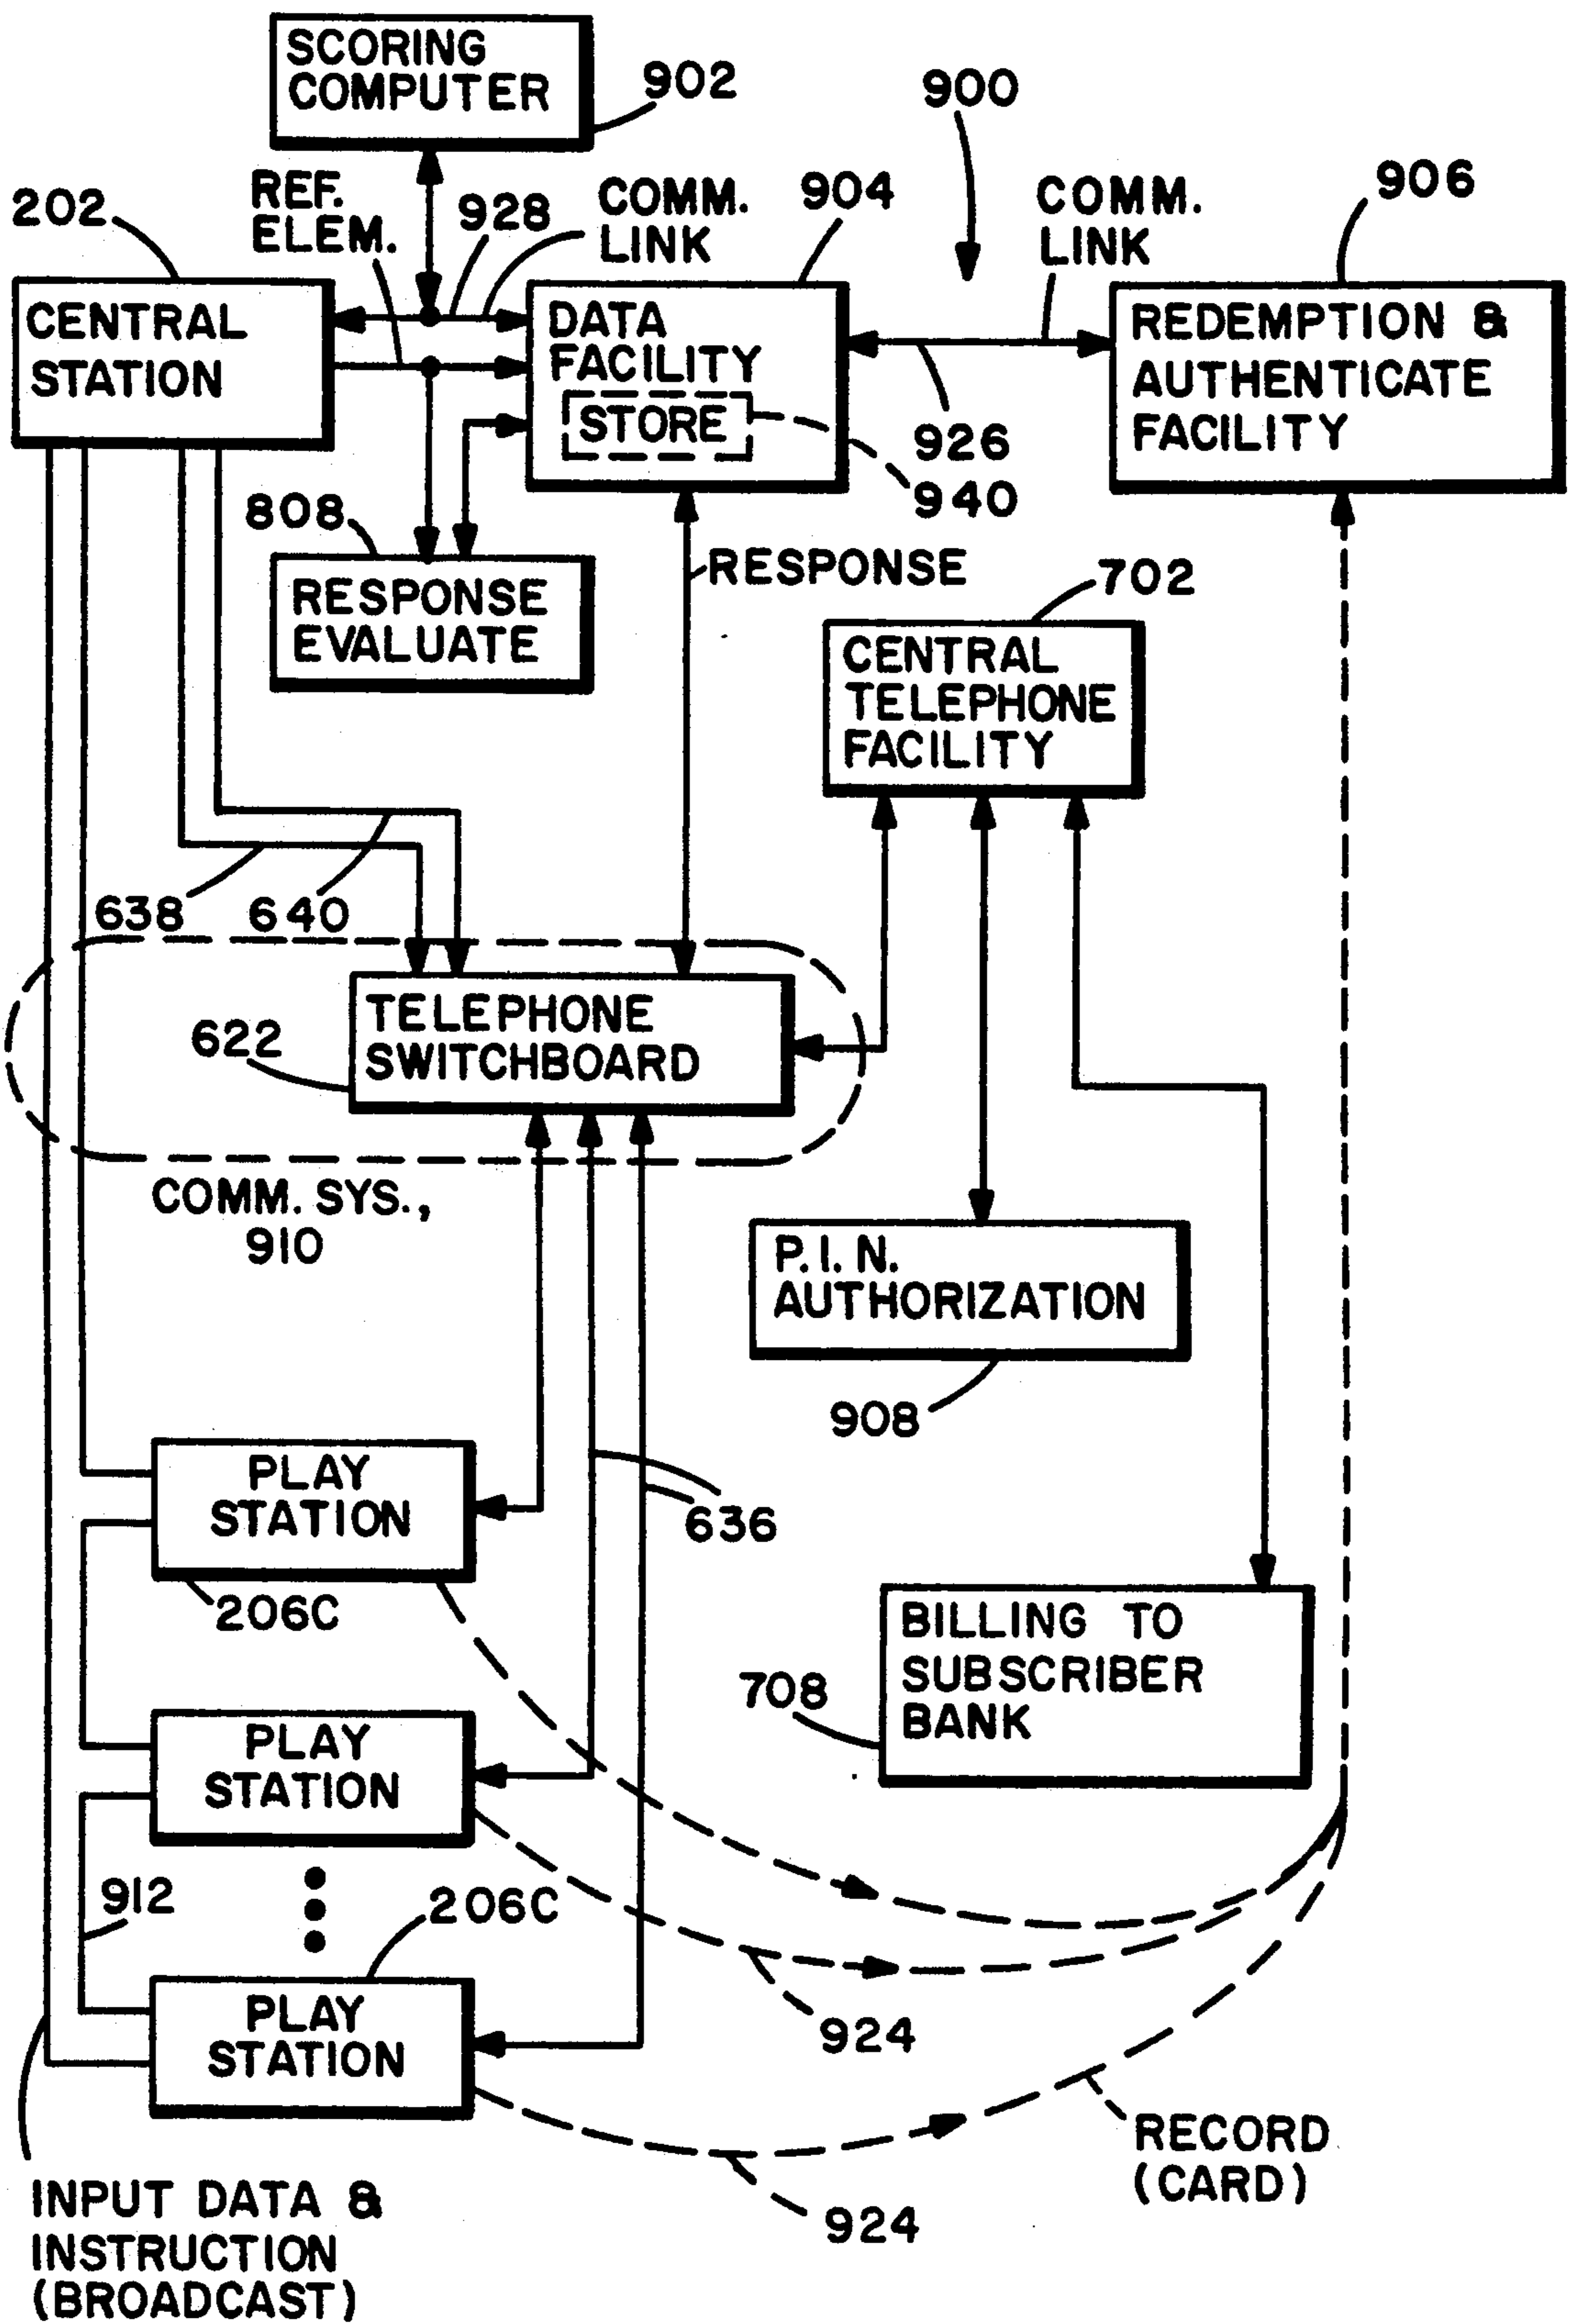 SCORING
COMPUTER
902
900
REF.
ELEM.
928
COMM.
LINK
904
COMM.
LINK
906
202
CENTRAL
STATION
DATA
FACILITY
STORE
REDEMPTION &
AUTHENTICATE
FACILITY
926
940
808
RESPONSE
EVALUATE
RESPONSE
702
CENTRAL
TELEPHONE
FACILITY
638
640
622
TELEPHONE
SWITCHBOARD
COMM. SYS.,
910
P.I.N.
AUTHORIZATION
908
PLAY
STATION
636
206C
BILLING TO
SUBSCRIBER
BANK
708
PLAY
STATION
912
206C
PLAY
STATION
924
RECORD
(CARD)
924
INPUT DATA &
INSTRUCTION
(BROADCAST)